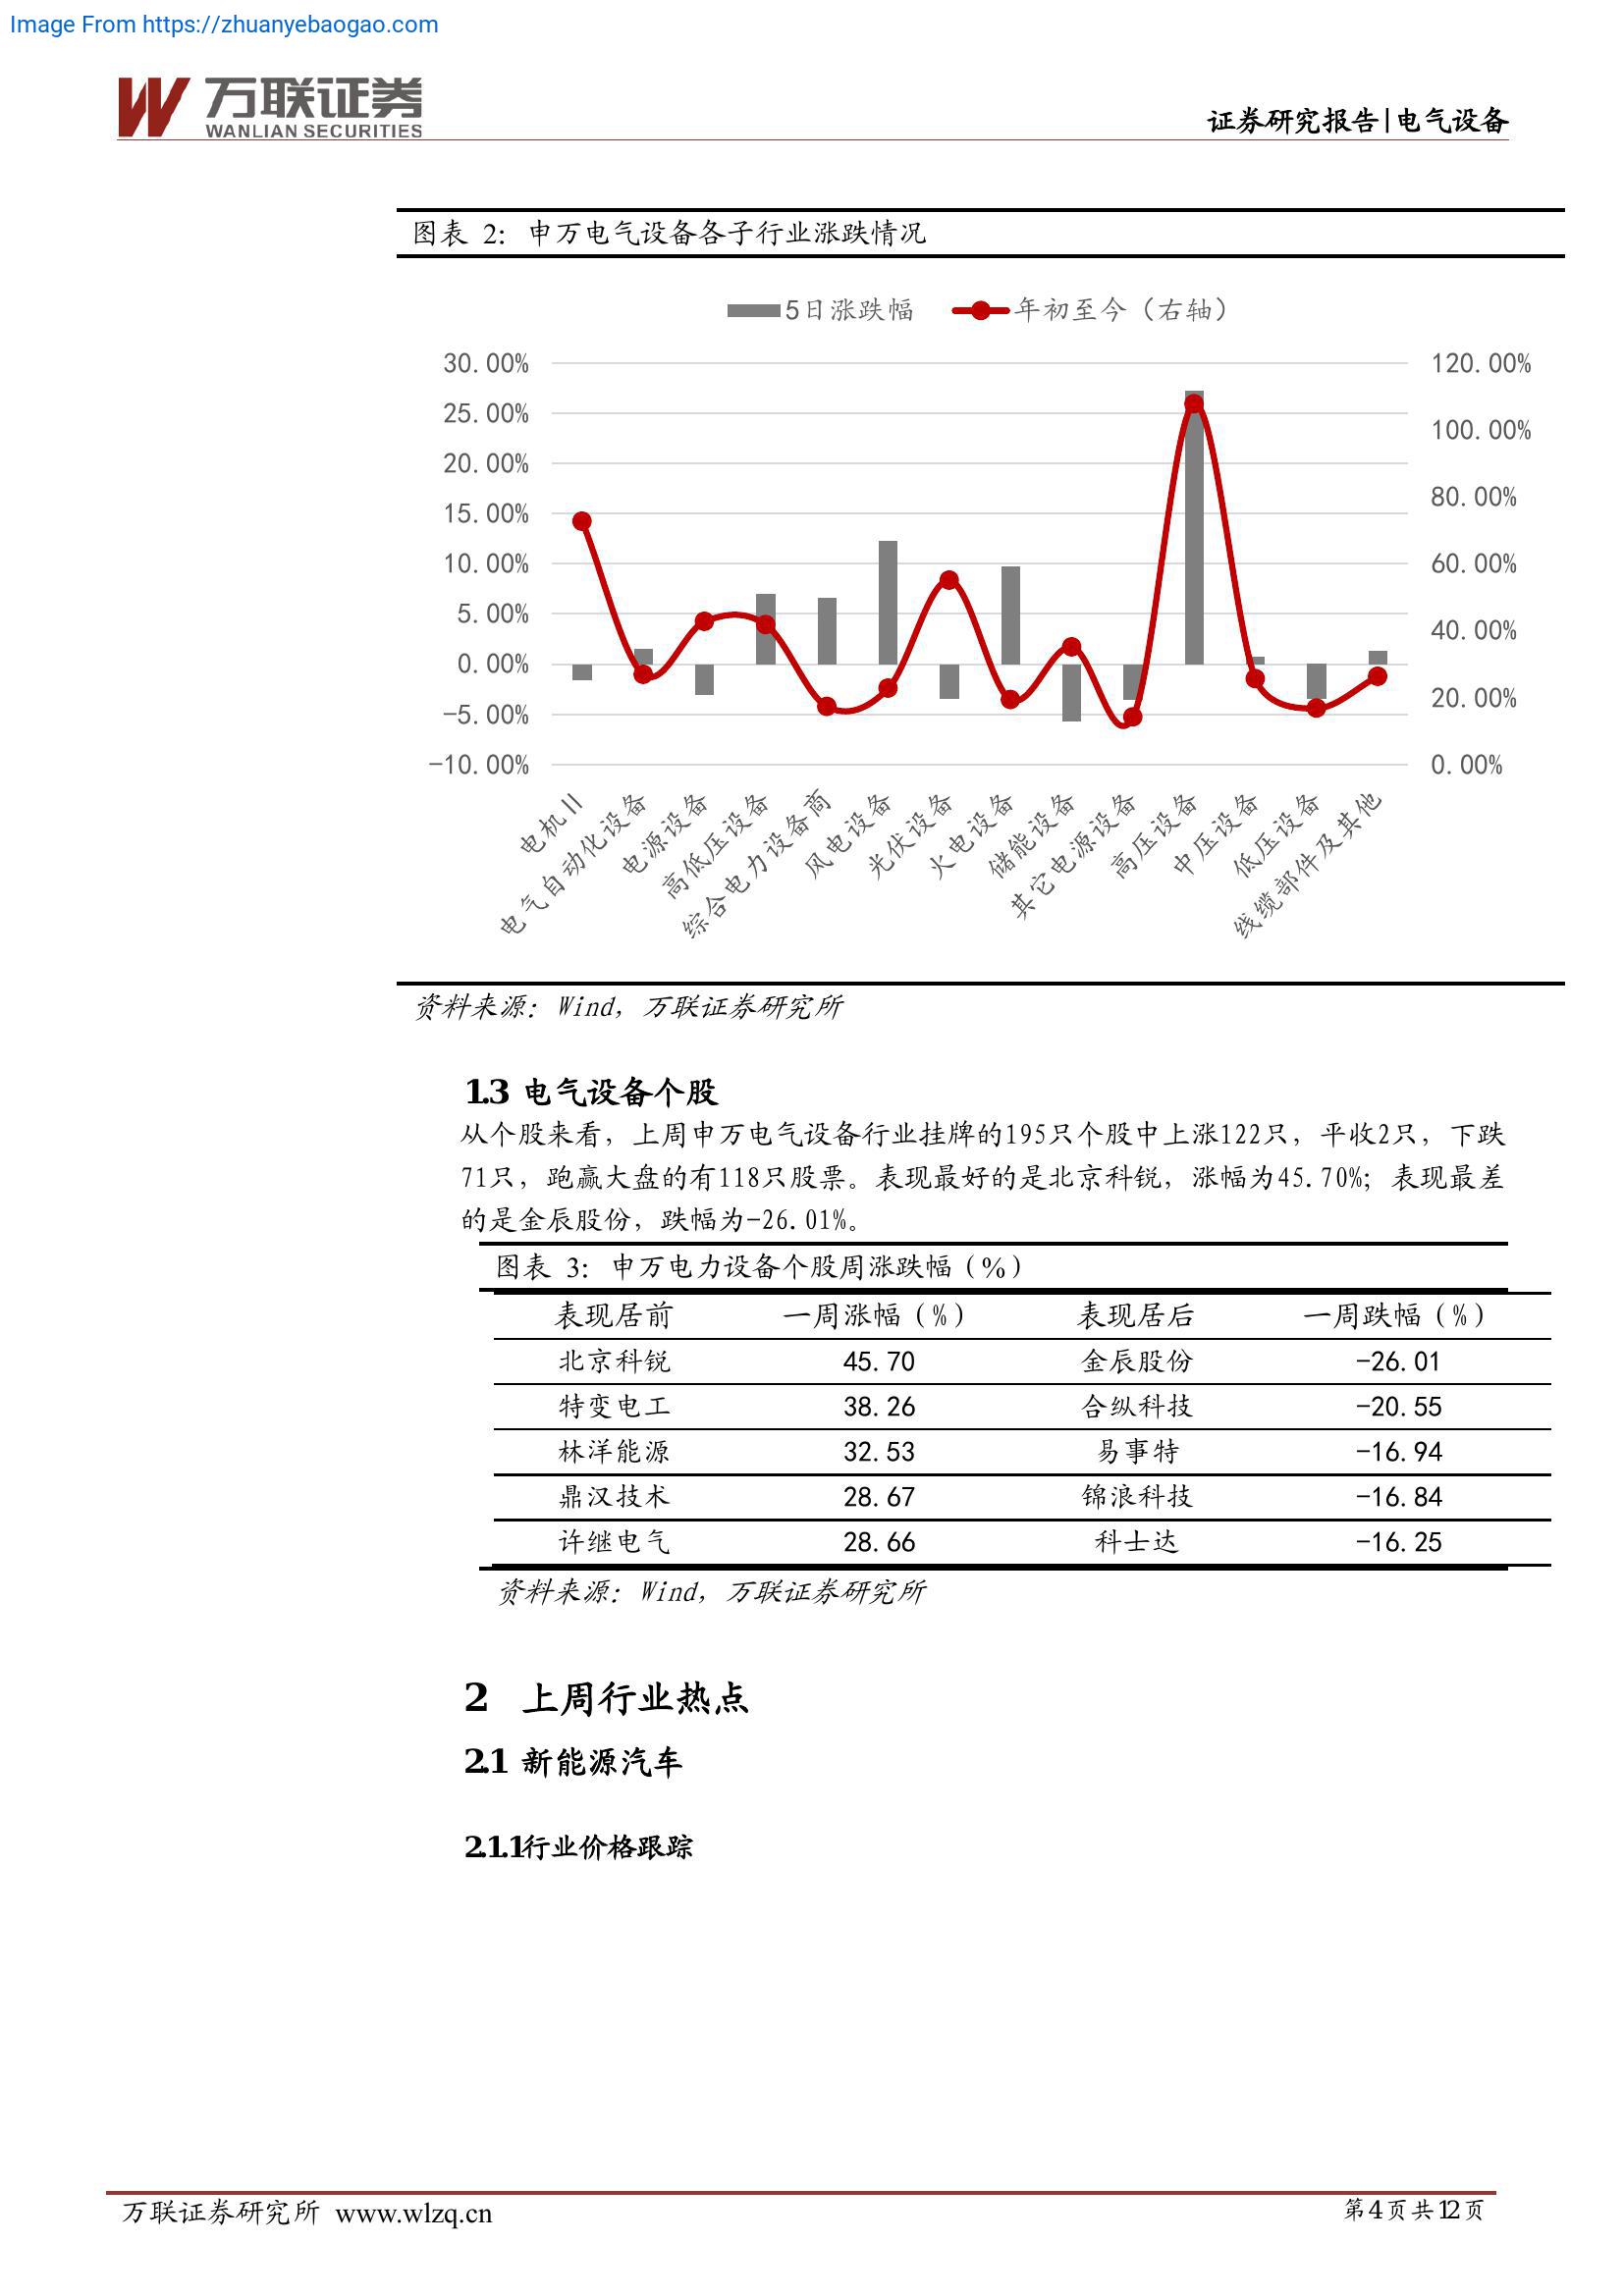 Image From https://zhuanyebaogao.com
万联证券
WANLIAN SECURITIES
证券研究报告|电气设备
图表 2: 申万电气设备各子行业涨跌情况
5日涨跌幅 年初至今（右轴）
30.00% 120.00%
25.00% 100.00%
20.00% 80.00%
15.00%
10.00% 60.00%
5.00% 40.00%
0.00% 20.00%
-5.00%
-10.00% 0.00%
电机II
电气自动化设备
电源设备
高低压设备
综合电力设备商
风电设备
光伏设备
火电设备
储能设备
其它电源设备
高压设备
中压设备
低压设备
线缆部件及其他
资料来源：Wind，万联证券研究所
1.3 电气设备个股
从个股来看，上周申万电气设备行业挂牌的195只个股中上涨122只，平收2只，下跌
71只，跑赢大盘的有118只股票。表现最好的是北京科锐，涨幅为45.70%；表现最差
的是金辰股份，跌幅为-26.01%。
图表 3: 申万电力设备个股周涨跌幅（%）
表现居前 一周涨幅（%） 表现居后 一周跌幅（%）
北京科锐 45.70 金辰股份 -26.01
特变电工 38.26 合纵科技 -20.55
林洋能源 32.53 易事特 -16.94
鼎汉技术 28.67 锦浪科技 -16.84
许继电气 28.66 科士达 -16.25
资料来源：Wind，万联证券研究所
2 上周行业热点
2.1 新能源汽车
2.1.1行业价格跟踪
万联证券研究所 www.wlzq.cn 第4页共12页